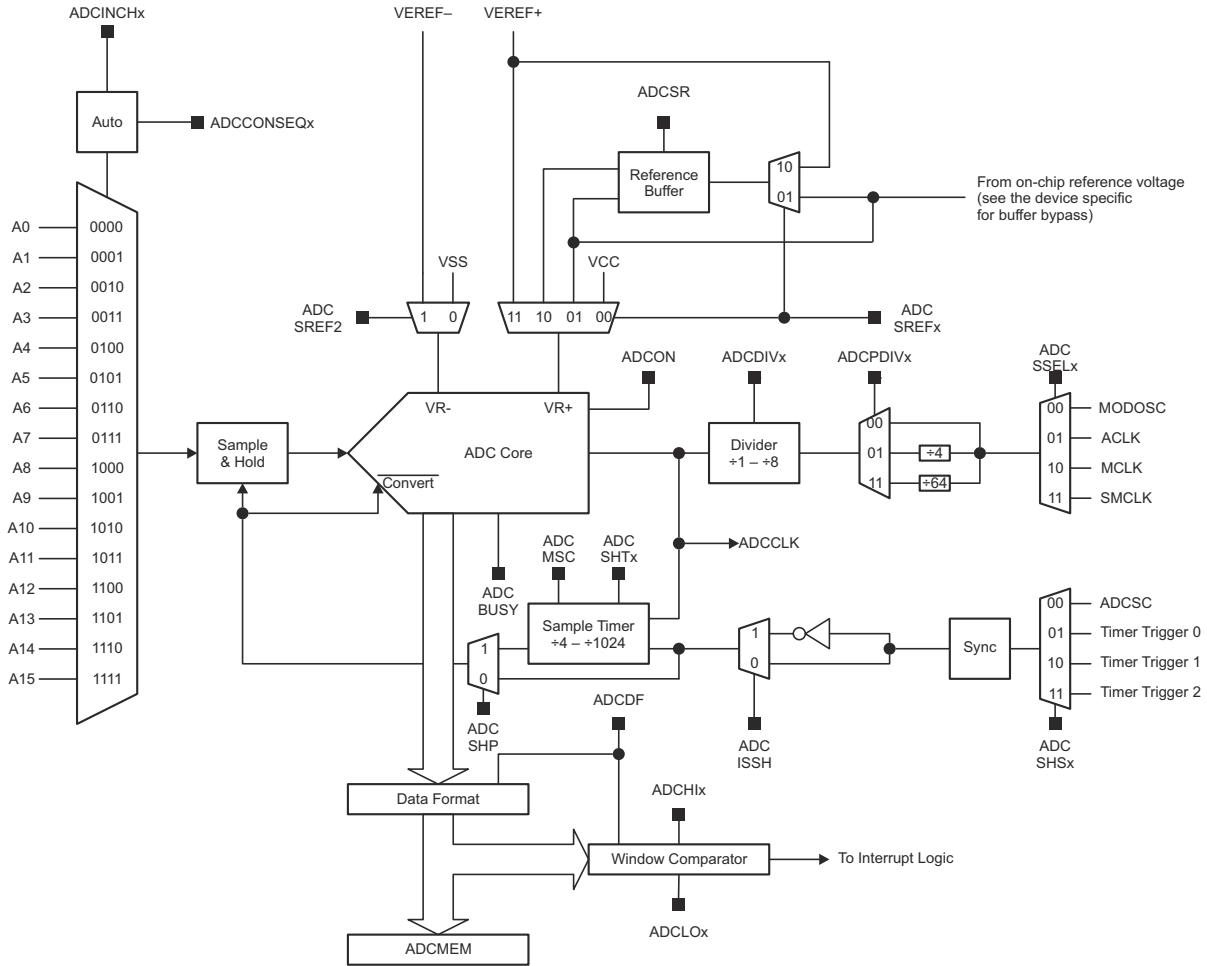 ADCINCHx
VEREF–
VEREF+
Auto
ADCCONSEQx
ADCSR
Reference
Buffer
10
01
From on-chip reference voltage
(see the device specific
for buffer bypass)
A0
0000
A1
0001
A2
0010
A3
0011
A4
0100
A5
0101
A6
0110
A7
0111
A8
1000
A9
1001
A10
1010
A11
1011
A12
1100
A13
1101
A14
1110
A15
1111
VSS
VCC
ADC
SREF2
1 0
11 10 01 00
ADC
SREFx
ADCON
ADCDIVx
ADCPDIVx
ADC
SSELx
VR-
VR+
Sample
& Hold
ADC Core
Convert
Divider
÷1 – ÷8
00
01
11
÷4
÷64
00
MODOSC
01
ACLK
10
MCLK
11
SMCLK
ADCCLK
ADC
BUSY
ADC
MSC
ADC
SHTx
Sample Timer
÷4 – ÷1024
1
0
ADC
SHP
1
0
ADC
ISSH
Sync
00
ADCSC
01
Timer Trigger 0
10
Timer Trigger 1
11
Timer Trigger 2
ADC
SHSx
ADCDF
Data Format
ADCHIx
Window Comparator
To Interrupt Logic
ADCLOx
ADCMEM